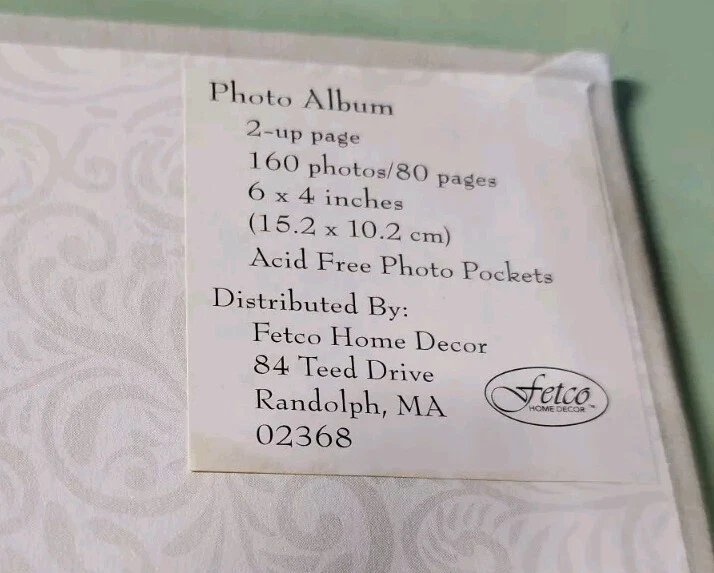 Photo Album
2-up page
160 photos/80 pages
6 x 4 inches
(15.2 x 10.2 cm)
Acid Free Photo Pockets
Distributed By:
Fetco Home Decor
84 Teed Drive
Randolph, MA
02368
fetco
HOME DECOR™